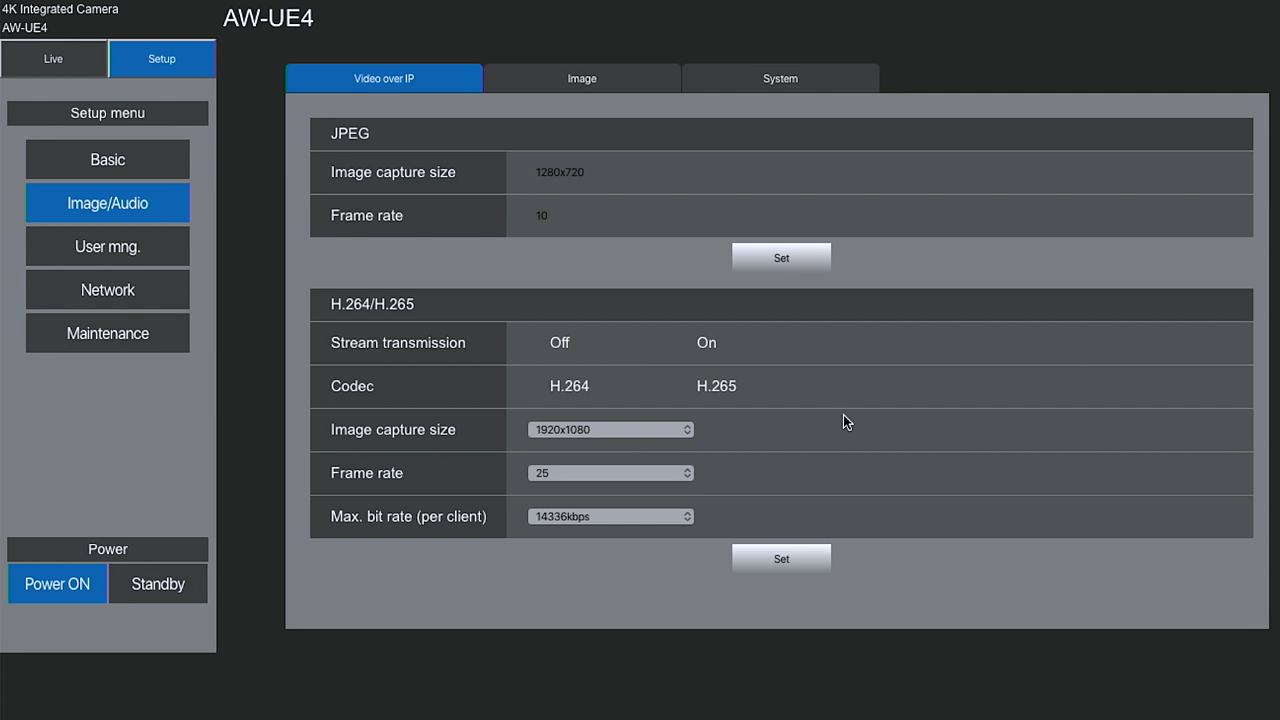 4K Integrated Camera
AW-UE4
AW-UE4
Live Setup
Setup menu
Basic
Image/Audio
User mng.
Network
Maintenance
Power
Power ON Standby
Video over IP Image System
JPEG
Image capture size 1280x720
Frame rate 10
Set
H.264/H.265
Stream transmission Off On
Codec H.264 H.265
Image capture size 1920x1080
Frame rate 25
Max. bit rate (per client) 14336kbps
Set